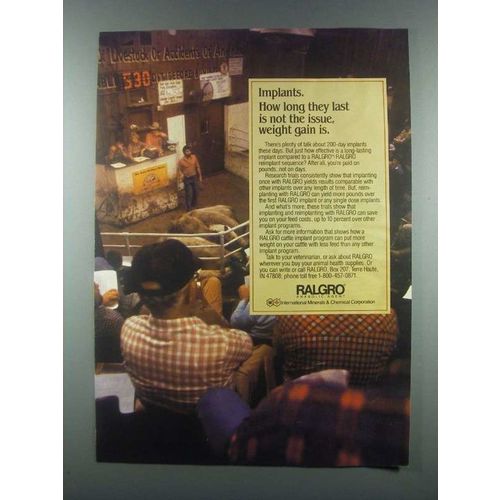 Livestock Or Accidents Of An
530
Implants.
How long they last
is not the issue,
weight gain is.
There's plenty of talk about 200-day implants
these days. But just how effective is a long-lasting
implant compared to a RALGRO®-RALGRO
reimplant sequence? After all, you're paid on
pounds, not on days.
Research trials consistently show that implanting
once with RALGRO yields results comparable with
other implants over any length of time. But, reim-
planting with RALGRO can yield more pounds over
the first RALGRO implant or any single dose implants.
And what's more, these trials show that
implanting and reimplanting with RALGRO can save
you on your feed costs, up to 10 percent over other
implant programs.
Ask for more information that shows how a
RALGRO cattle implant program can put more
weight on your cattle with less feed than any other
implant program.
Talk to your veterinarian, or ask about RALGRO
wherever you buy your animal health supplies. Or
you can write or call RALGRO, Box 207, Terre Haute,
IN 47808; phone toll free 1-800-457-0871.
RALGRO®
ANABOLIC AGENT
International Minerals & Chemical Corporation